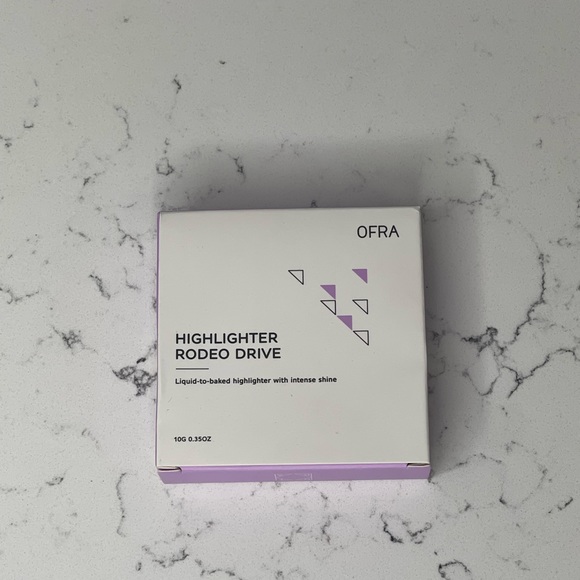 OFRA
HIGHLIGHTER
RODEO DRIVE
Liquid-to-baked highlighter with intense shine
10G 0.35OZ